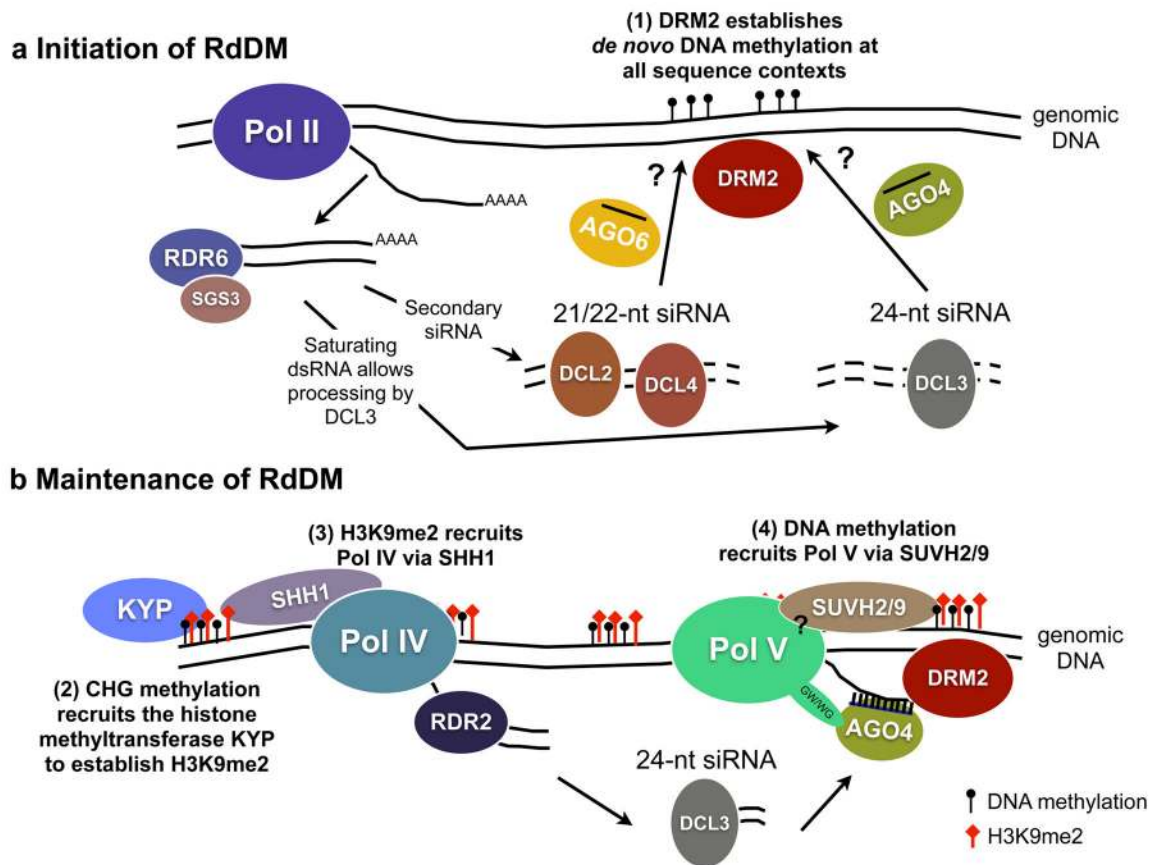 a Initiation of RdDM
(1) DRM2 establishes
de novo DNA methylation at
all sequence contexts
Pol II
genomic
DNA
AAAA
?
DRM2
?
AGO6
AGO4
RDR6
AAAA
SGS3
Secondary
siRNA
21/22-nt siRNA
24-nt siRNA
Saturating
dsRNA allows
processing by
DCL3
DCL2
DCL4
DCL3
b Maintenance of RdDM
(3) H3K9me2 recruits
Pol IV via SHH1
(4) DNA methylation
recruits Pol V via SUVH2/9
KYP
SHH1
Pol IV
Pol V
?
SUVH2/9
genomic
DNA
(2) CHG methylation
recruits the histone
methyltransferase KYP
to establish H3K9me2
RDR2
GW/WG
AGO4
DRM2
24-nt siRNA
DCL3
DNA methylation
H3K9me2